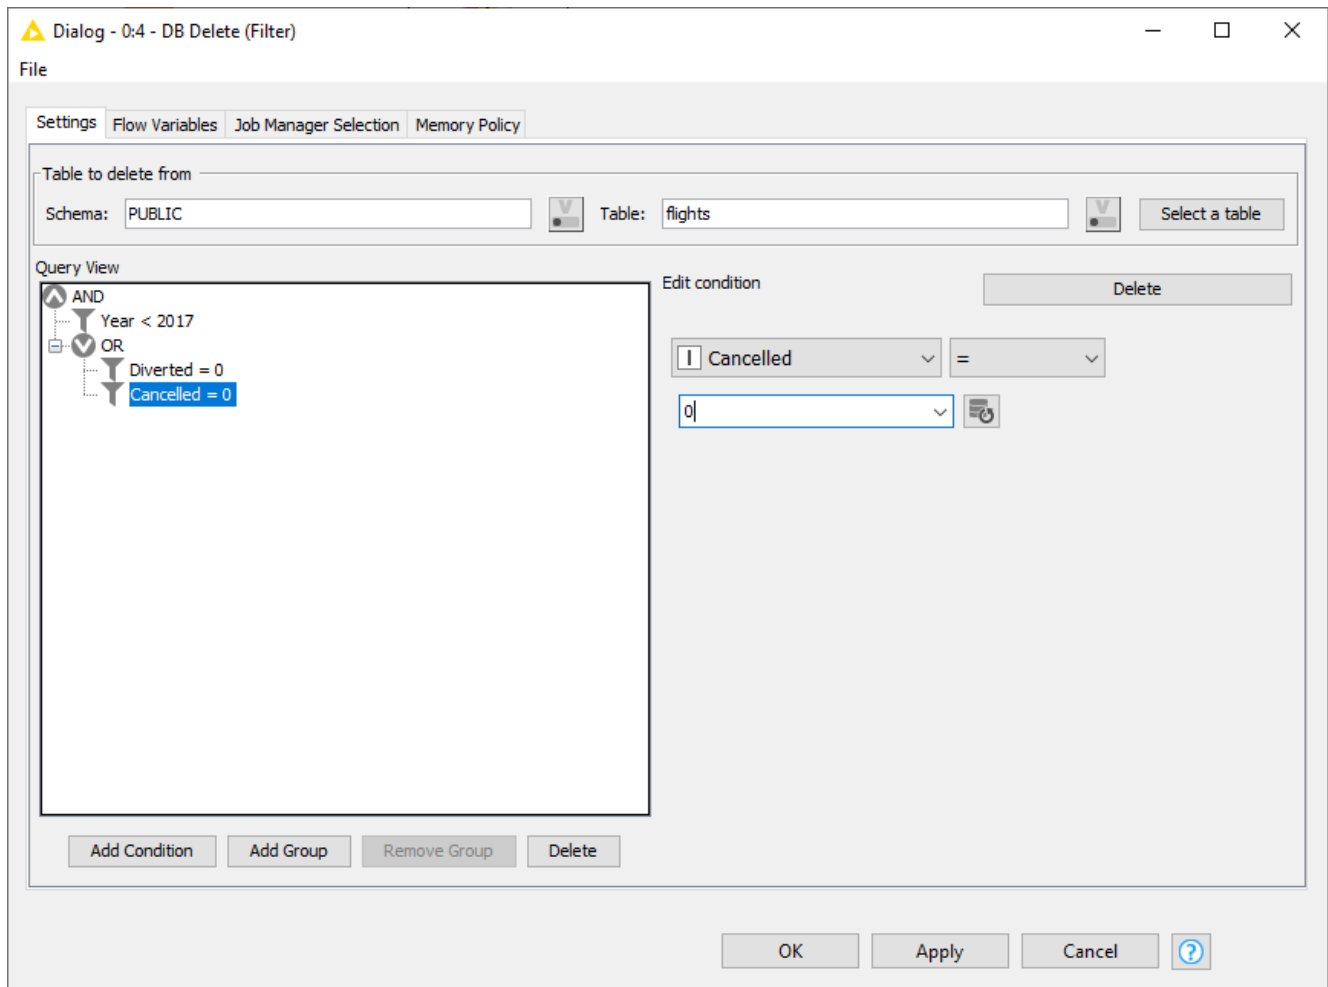 Dialog - 0:4 - DB Delete (Filter)
File
Settings Flow Variables Job Manager Selection Memory Policy
Table to delete from
Schema: PUBLIC V Table: flights V Select a table
Query View
Edit condition Delete
AND
Year < 2017
OR
Diverted = 0
Cancelled = 0
I Cancelled =
0
Add Condition Add Group Remove Group Delete
OK Apply Cancel ?